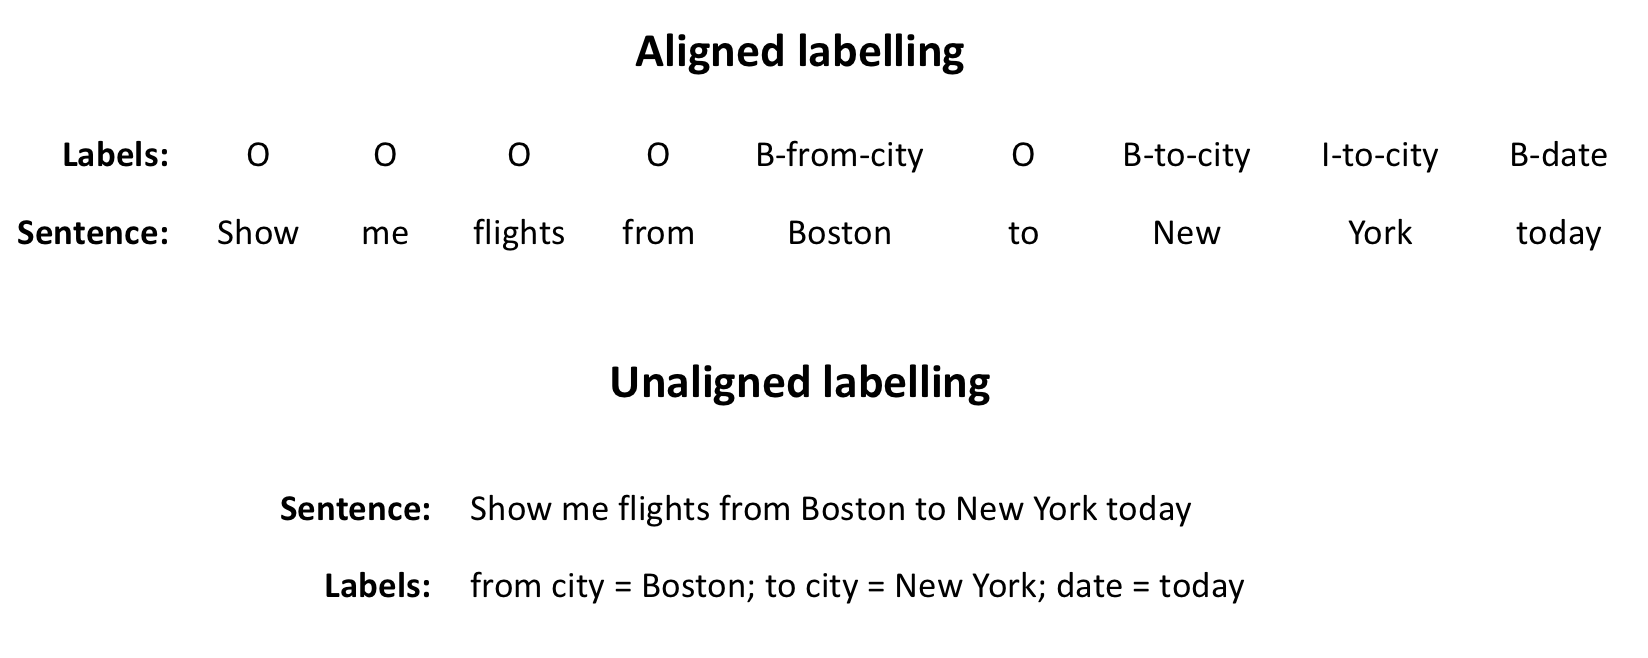 Aligned labelling
Labels: O O O O B-from-city O B-to-city I-to-city B-date
Sentence: Show me flights from Boston to New York today
Unaligned labelling
Sentence: Show me flights from Boston to New York today
Labels: from city = Boston; to city = New York; date = today